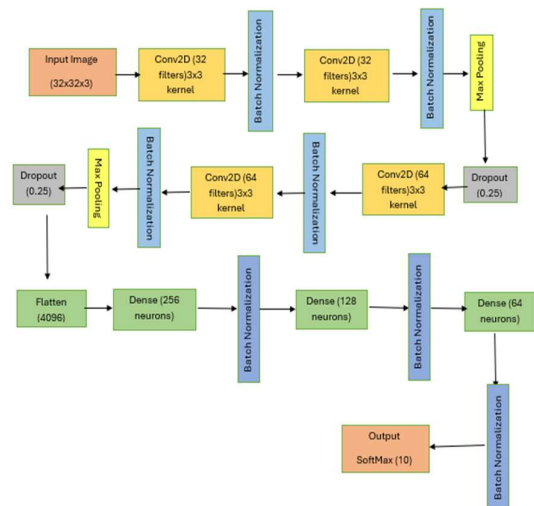 Input Image
(32x32x3)
Conv2D (32
filters)3x3
kernel
Batch Normalization
Conv2D (32
filters)3x3
kernel
Batch Normalization
Max Pooling
Dropout
(0.25)
Conv2D (64
filters)3x3
kernel
Batch Normalization
Conv2D (64
filters)3x3
kernel
Batch Normalization
Max Pooling
Dropout
(0.25)
Flatten
(4096)
Dense (256
neurons)
Batch Normalization
Dense (128
neurons)
Batch Normalization
Dense (64
neurons)
Batch Normalization
Output
SoftMax (10)